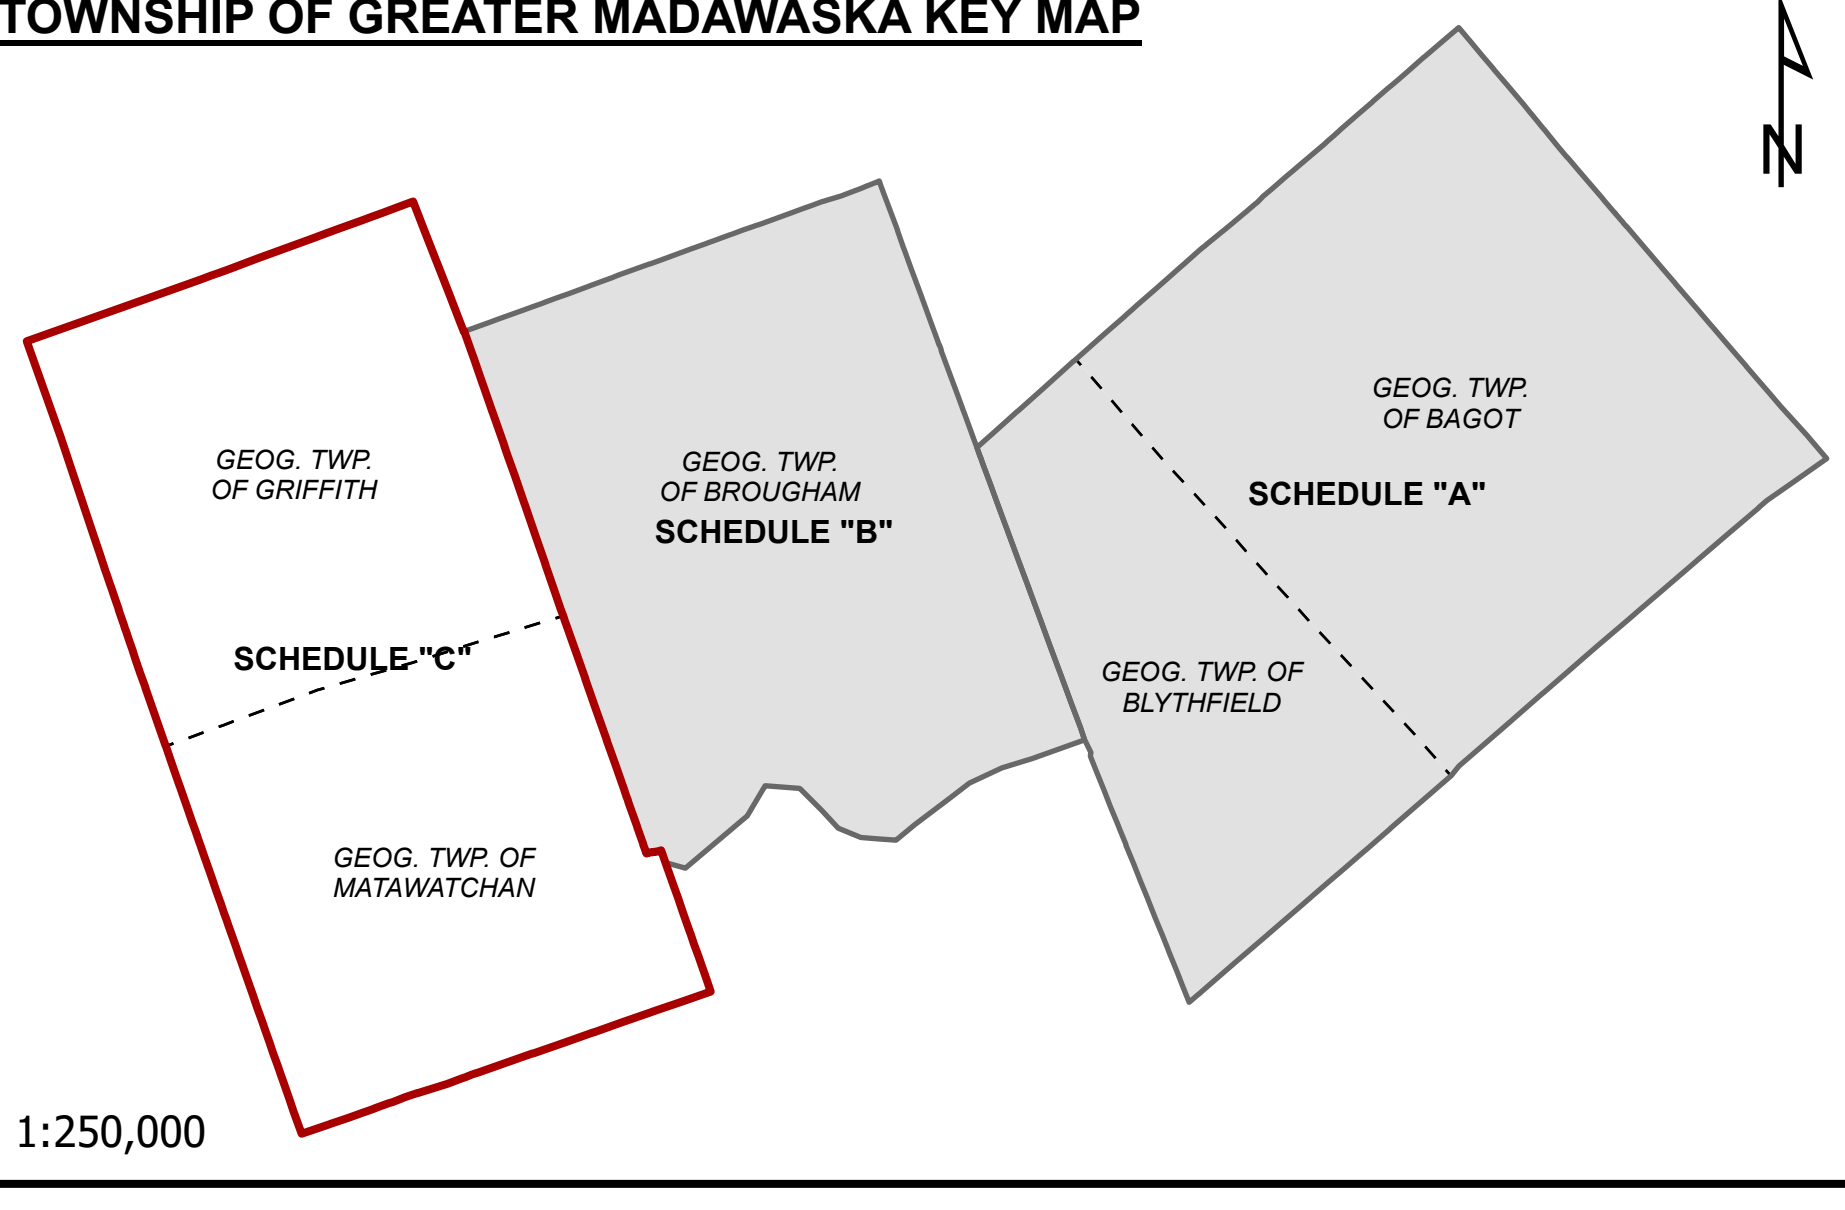 TOWNSHIP OF GREATER MADAWASKA KEY MAP
N
GEOG. TWP.
OF GRIFFITH
SCHEDULE "C"
GEOG. TWP. OF
MATAWATCHAN
GEOG. TWP.
OF BROUGHAM
SCHEDULE "B"
GEOG. TWP.
OF BAGOT
SCHEDULE "A"
GEOG. TWP. OF
BLYTHFIELD
1:250,000